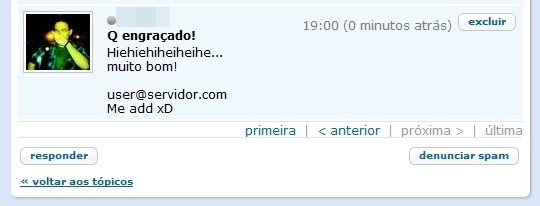 19:00 (0 minutos atrás) excluir
Q engraçado!
Hiehiehiheiheihe...
muito bom!
user@servidor.com
Me add xD
primeira | < anterior | próxima > | última
responder denunciar spam
« voltar aos tópicos